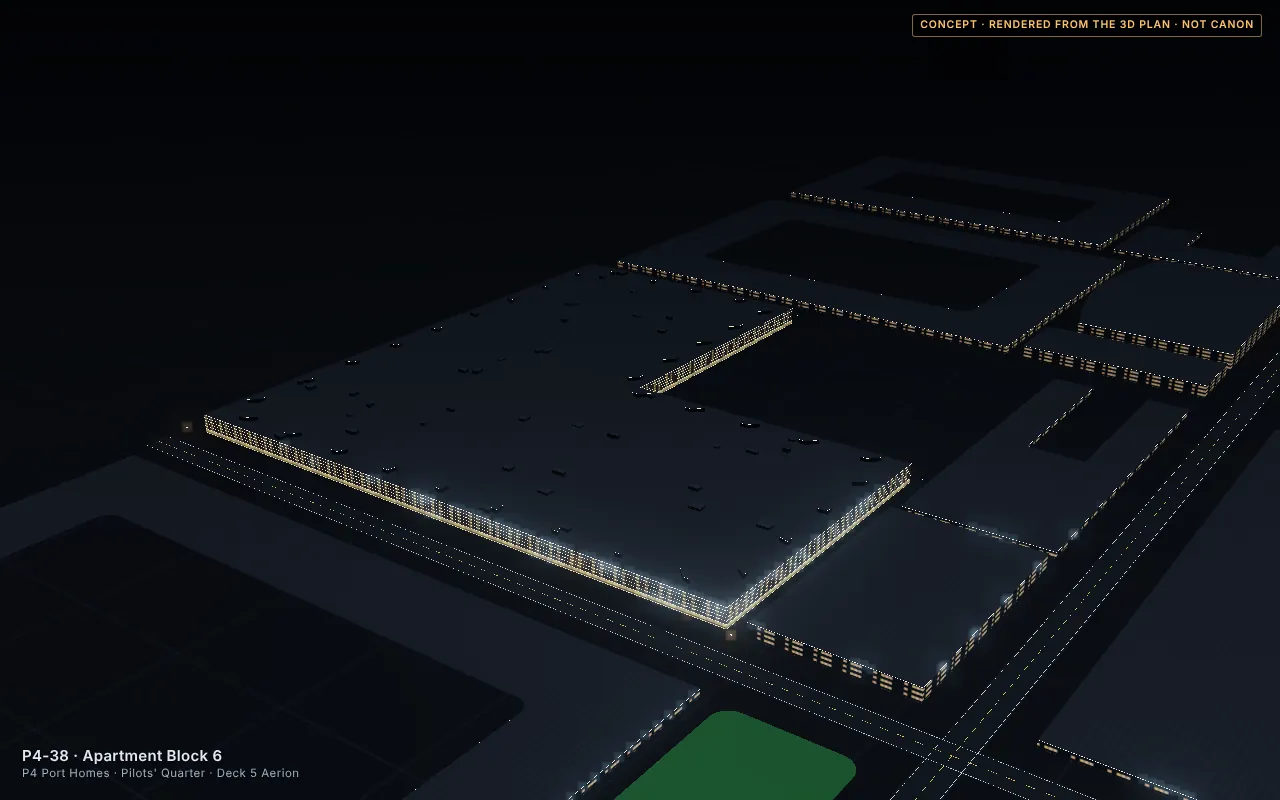 CONCEPT · RENDERED FROM THE 3D PLAN · NOT CANON
P4-38 · Apartment Block 6
P4 Port Homes · Pilots' Quarter · Deck 5 Aerion